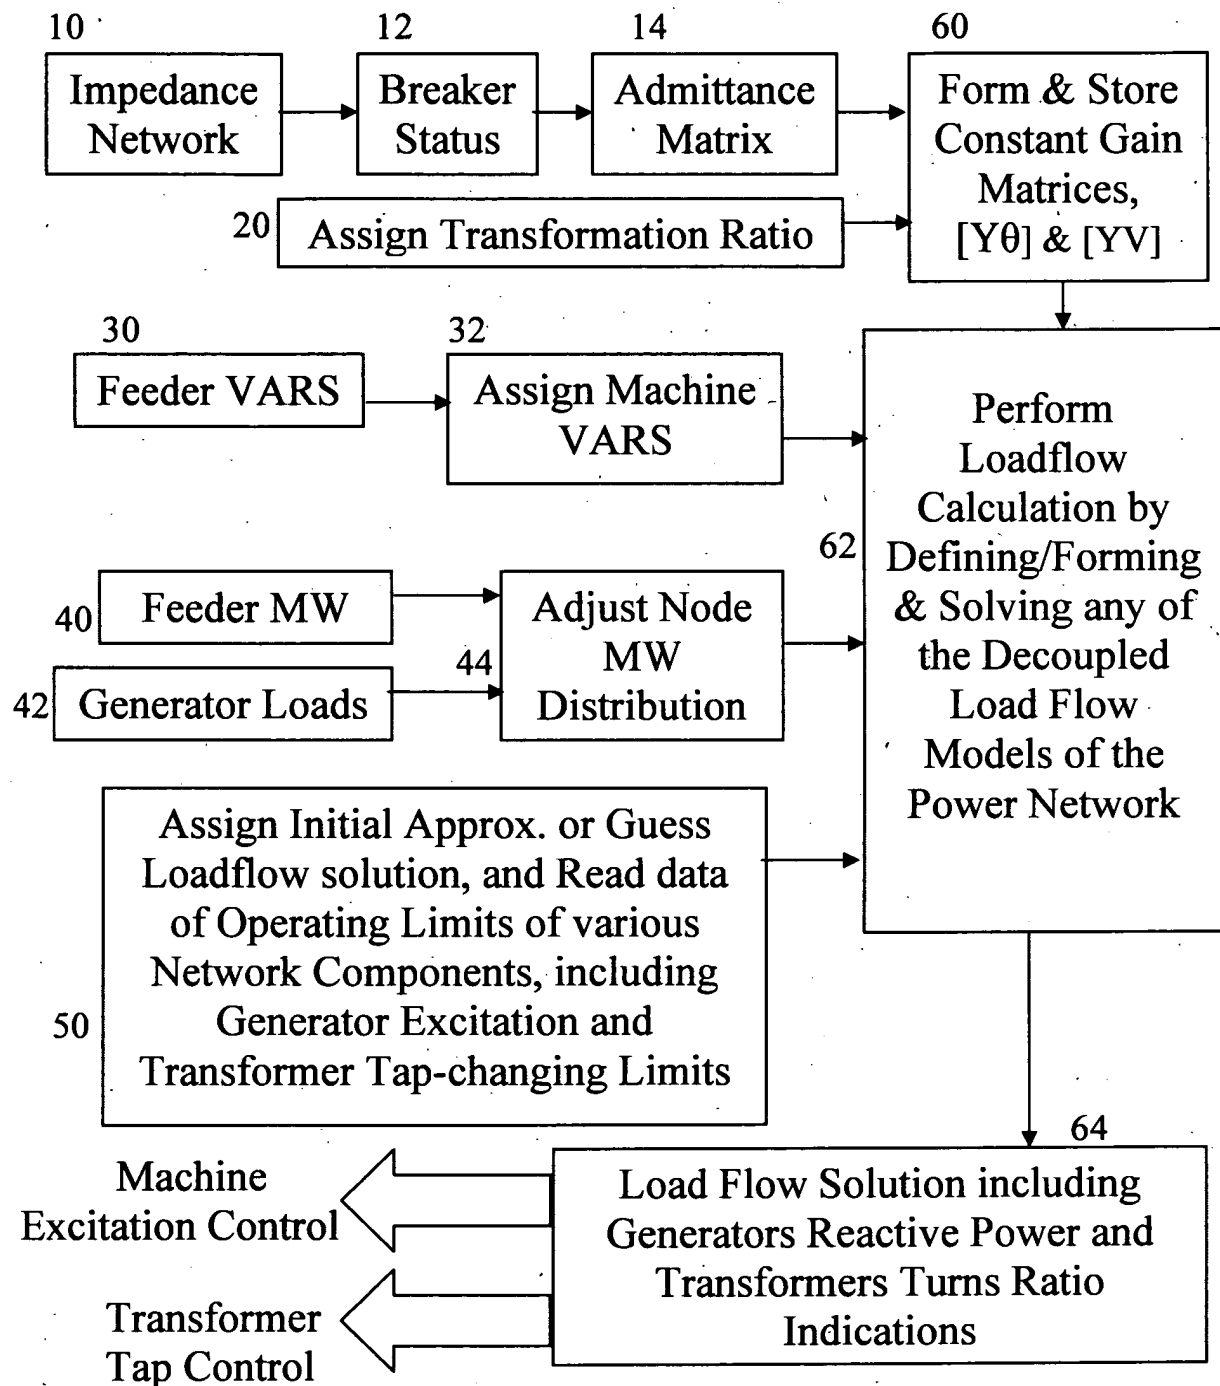 10
12
14
60
Impedance
Network
Breaker
Status
Admittance
Matrix
Form & Store
Constant Gain
Matrices,
[Yθ] & [YV]
20
Assign Transformation Ratio
30
32
Feeder VARS
Assign Machine
VARS
Perform
Loadflow
Calculation by
Defining/Forming
& Solving any of
the Decoupled
Load Flow
Models of the
Power Network
62
40
Feeder MW
44
Adjust Node
MW
Distribution
42
Generator Loads
50
Assign Initial Approx. or Guess
Loadflow solution, and Read data
of Operating Limits of various
Network Components, including
Generator Excitation and
Transformer Tap-changing Limits
64
Machine
Excitation Control
Load Flow Solution including
Generators Reactive Power and
Transformers Turns Ratio
Indications
Transformer
Tap Control